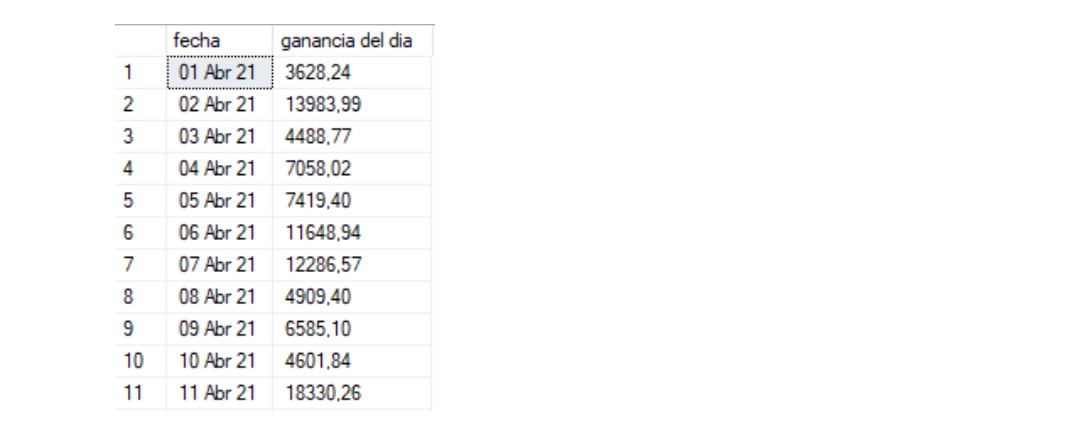 fecha ganancia del dia
1 01 Abr 21 3628,24
2 02 Abr 21 13983,99
3 03 Abr 21 4488,77
4 04 Abr 21 7058,02
5 05 Abr 21 7419,40
6 06 Abr 21 11648,94
7 07 Abr 21 12286,57
8 08 Abr 21 4909,40
9 09 Abr 21 6585,10
10 10 Abr 21 4601,84
11 11 Abr 21 18330,26